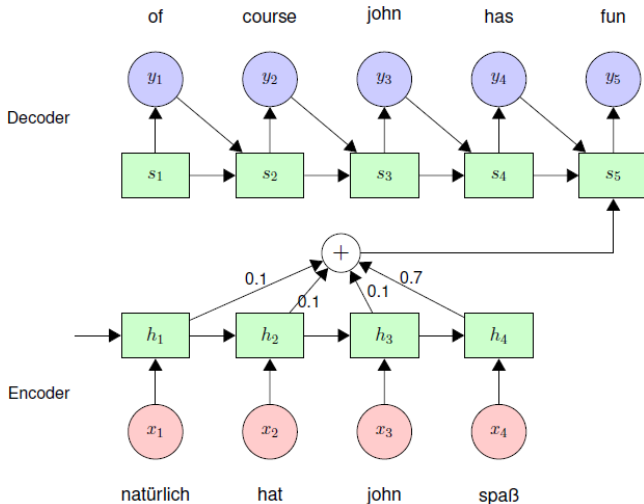 of course john has fun
y1 y2 y3 y4 y5
Decoder
s1 s2 s3 s4 s5
+
0.1 0.1 0.1 0.7
h1 h2 h3 h4
Encoder
x1 x2 x3 x4
natürlich hat john spaß